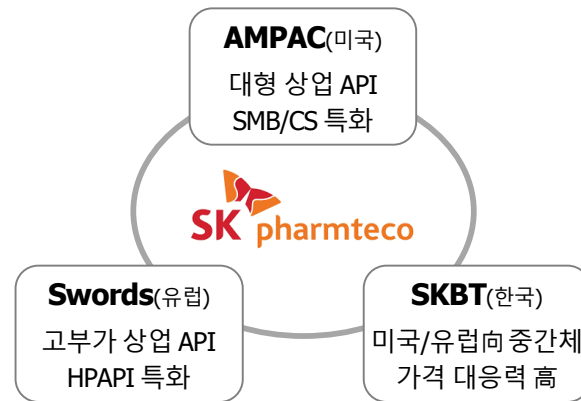 AMPAC(미국)
대형 상업 API
SMB/CS 특화
SK pharmteco
Swords(유럽)
고부가 상업 API
HPAPI 특화
SKBT(한국)
미국/유럽向 중간체
가격 대응력 高